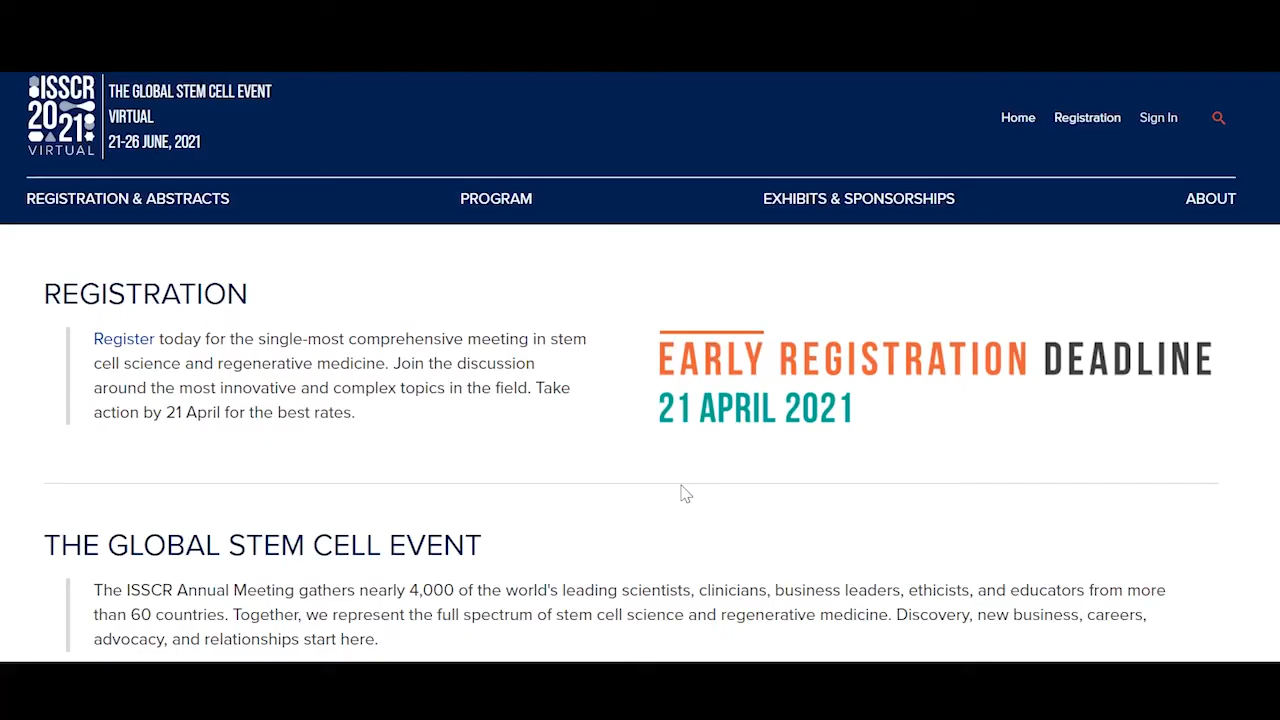 ISSCR
2021
VIRTUAL
THE GLOBAL STEM CELL EVENT
VIRTUAL
21-26 JUNE, 2021
Home Registration Sign In
REGISTRATION & ABSTRACTS PROGRAM EXHIBITS & SPONSORSHIPS ABOUT
REGISTRATION
Register today for the single-most comprehensive meeting in stem
cell science and regenerative medicine. Join the discussion
around the most innovative and complex topics in the field. Take
action by 21 April for the best rates.
EARLY REGISTRATION DEADLINE
21 APRIL 2021
THE GLOBAL STEM CELL EVENT
The ISSCR Annual Meeting gathers nearly 4,000 of the world's leading scientists, clinicians, business leaders, ethicists, and educators from more
than 60 countries. Together, we represent the full spectrum of stem cell science and regenerative medicine. Discovery, new business, careers,
advocacy, and relationships start here.